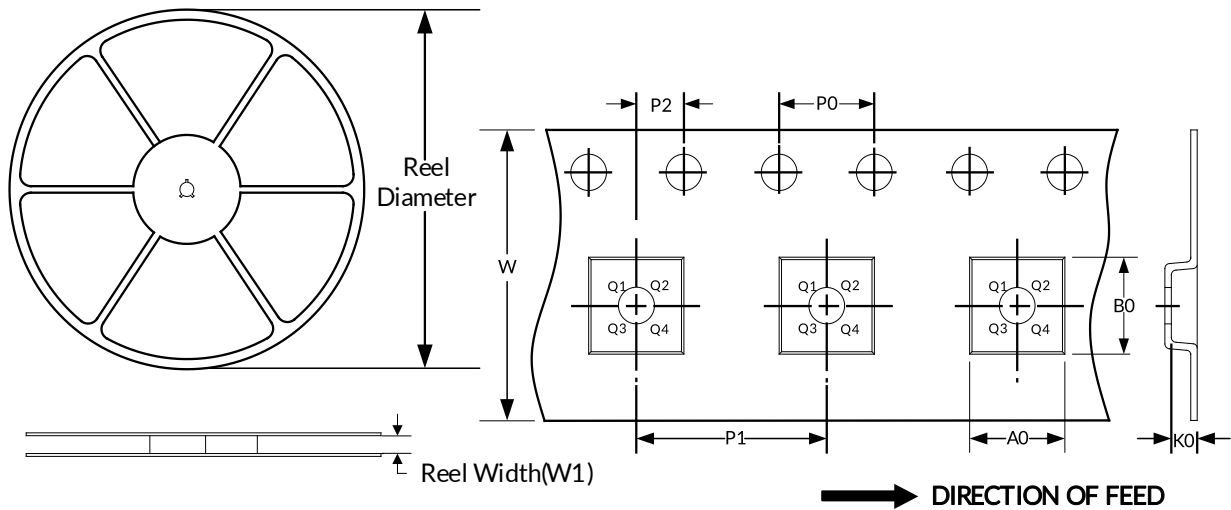 P2
P0
Reel
Diameter
W
Q1 Q2
Q3 Q4
Q1 Q2
Q3 Q4
Q1 Q2
Q3 Q4
B0
P1
A0
K0
Reel Width(W1)
DIRECTION OF FEED